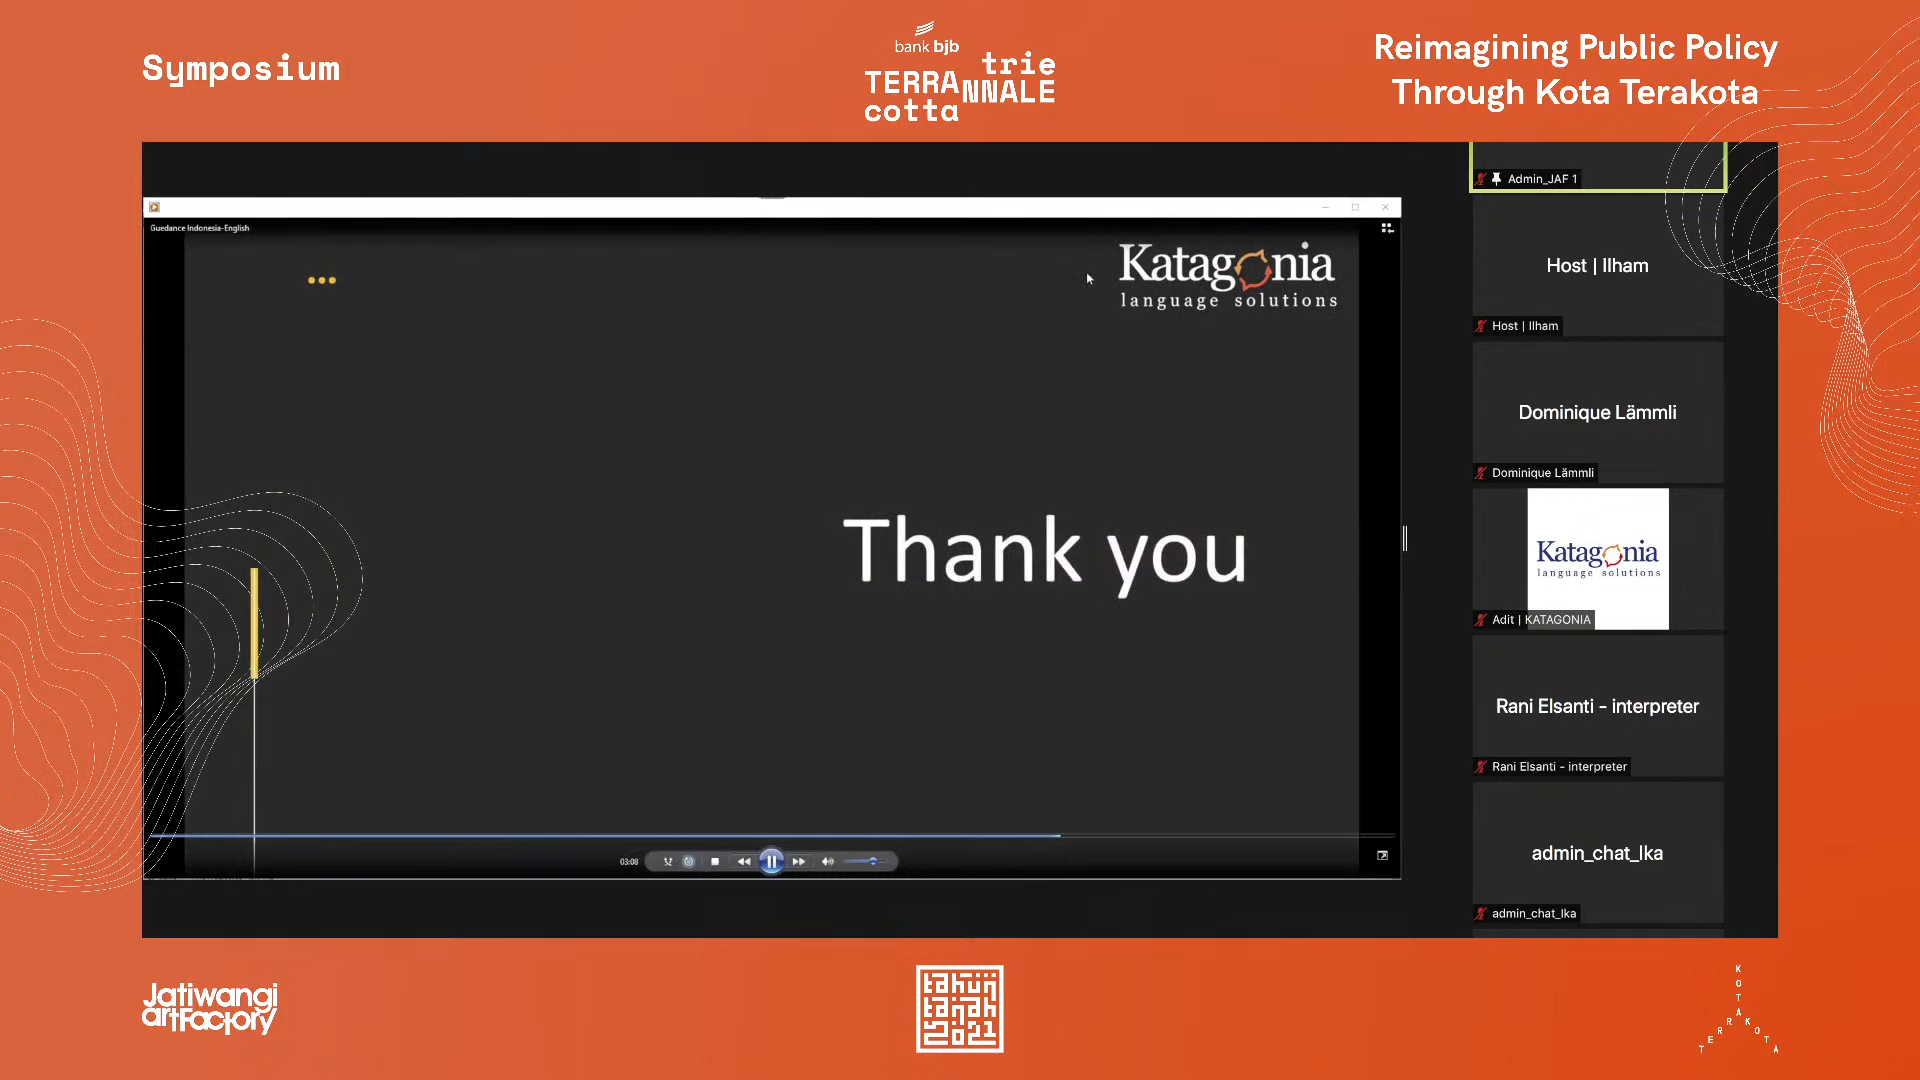 Symposium
bank bjb
trie
TERRA NNALE
cotta
Reimagining Public Policy
Through Kota Terakota
Admin_JAF 1
Guedance Indonesia-English
Katagonia
language solutions
Thank you
03:08
Host | Ilham
Host | Ilham
Dominique Lämmli
Dominique Lämmli
Katagonia
language solutions
Adit | KATAGONIA
Rani Elsanti - interpreter
Rani Elsanti - interpreter
admin_chat_Ika
admin_chat_Ika
Jatiwangi
artFactory
tahun
tanah
2021
KOTA
TERRAKOTA